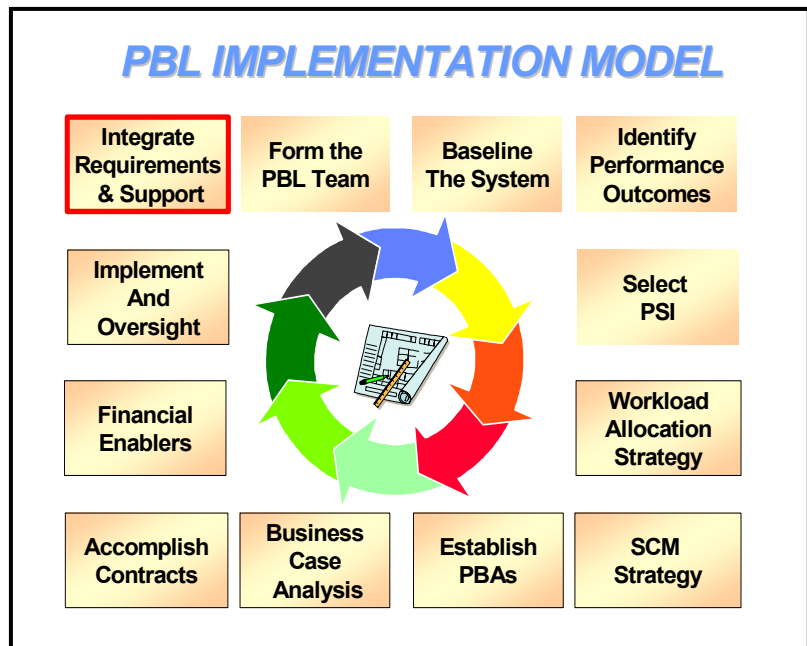 PBL IMPLEMENTATION MODEL
Integrate
Requirements
& Support
Form the
PBL Team
Baseline
The System
Identify
Performance
Outcomes
Select
PSI
Workload
Allocation
Strategy
SCM
Strategy
Establish
PBAs
Business
Case
Analysis
Accomplish
Contracts
Financial
Enablers
Implement
And
Oversight